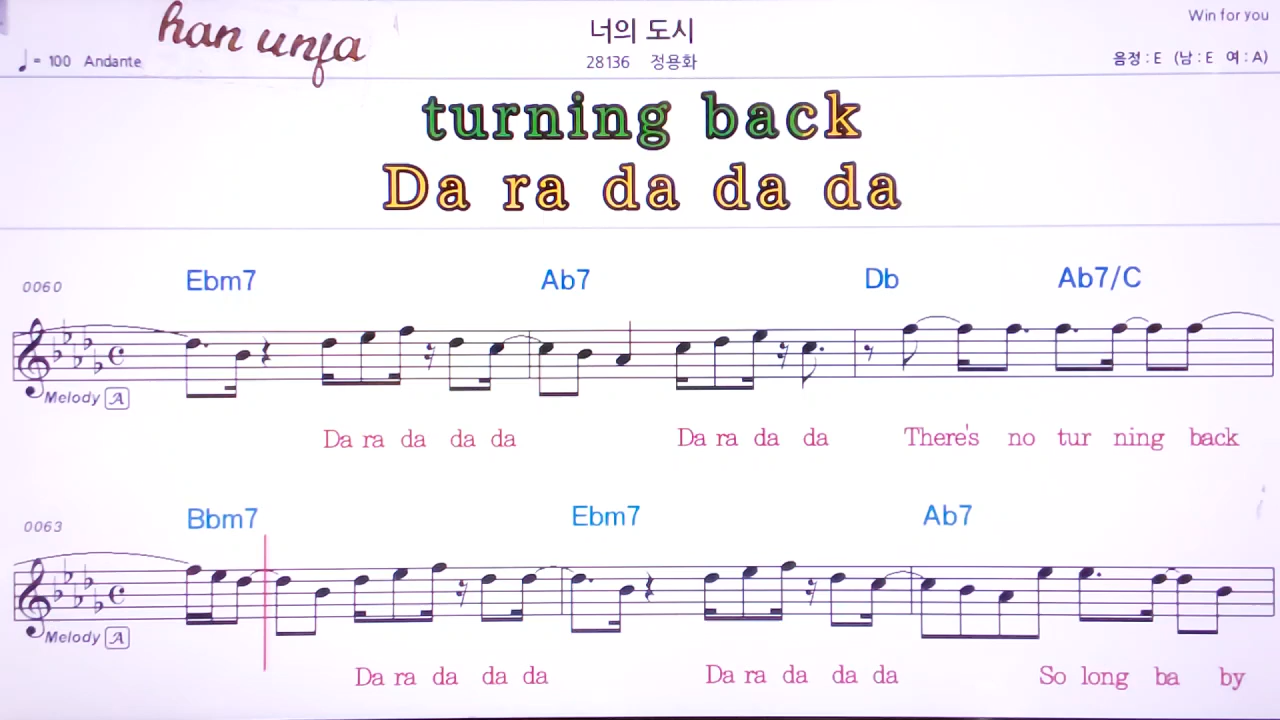 han unfa
너의 도시
Win for you
♩= 100 Andante
28136 정용화
음정 : E (남 : E 여 : A)
turning back
Da ra da da da
0060 Ebm7 Ab7 Db Ab7/C
Melody A
Da ra da da da Da ra da da There's no tur ning back
0063 Bbm7 Ebm7 Ab7
Melody A
Da ra da da da Da ra da da da So long ba by